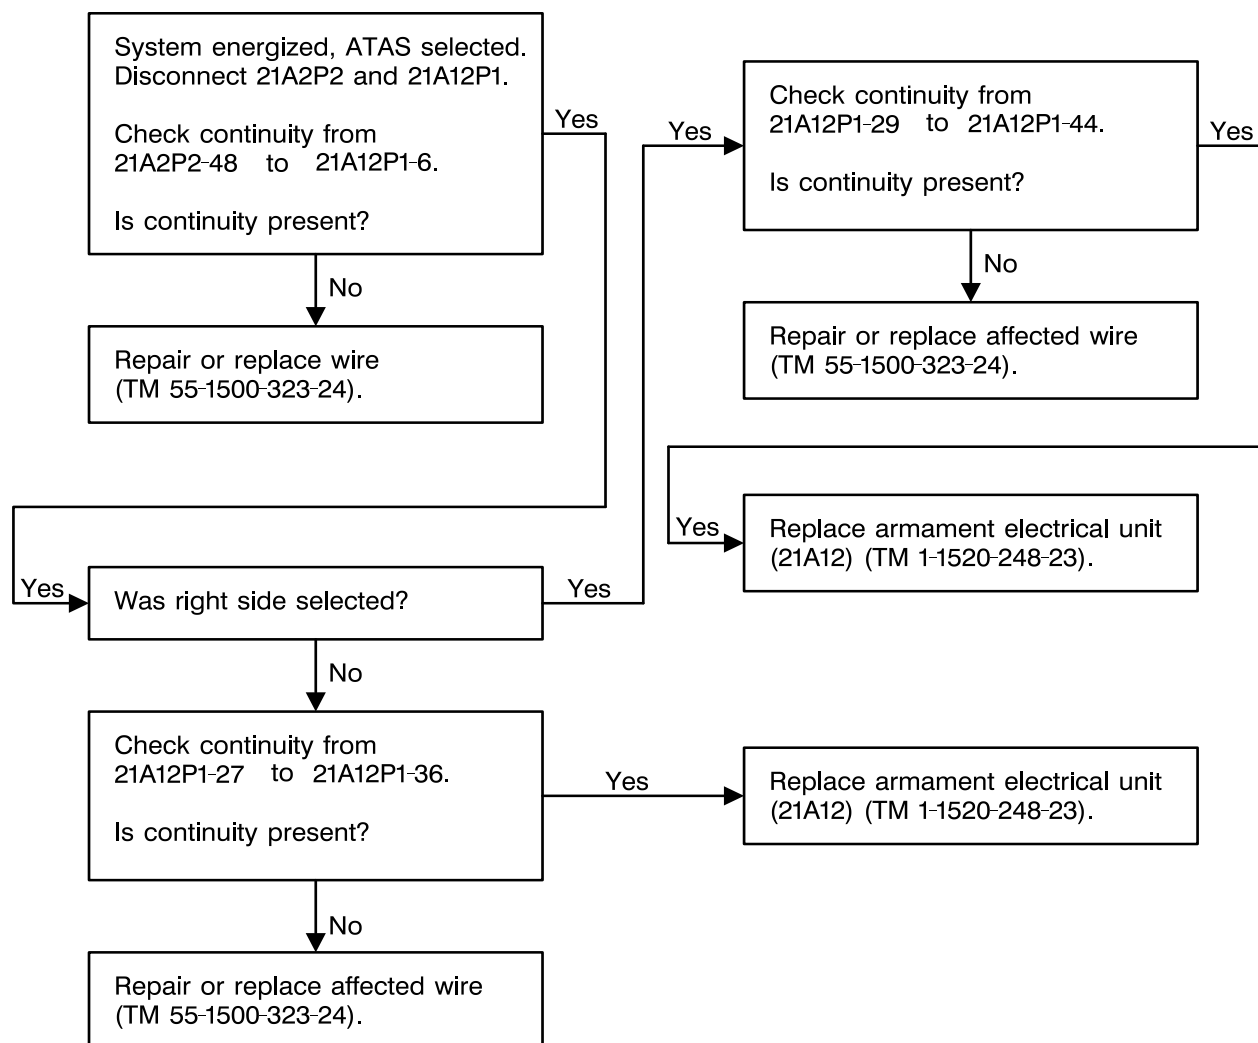 System energized, ATAS selected.
Disconnect 21A2P2 and 21A12P1.
Check continuity from
21A2P2-48 to 21A12P1-6.
Is continuity present?
Yes
No
Repair or replace wire
(TM 55-1500-323-24).
Yes
Was right side selected?
Yes
No
Check continuity from
21A12P1-27 to 21A12P1-36.
Is continuity present?
Yes
No
Repair or replace affected wire
(TM 55-1500-323-24).
Yes
Check continuity from
21A12P1-29 to 21A12P1-44.
Is continuity present?
Yes
No
Repair or replace affected wire
(TM 55-1500-323-24).
Yes
Replace armament electrical unit
(21A12) (TM 1-1520-248-23).
Replace armament electrical unit
(21A12) (TM 1-1520-248-23).